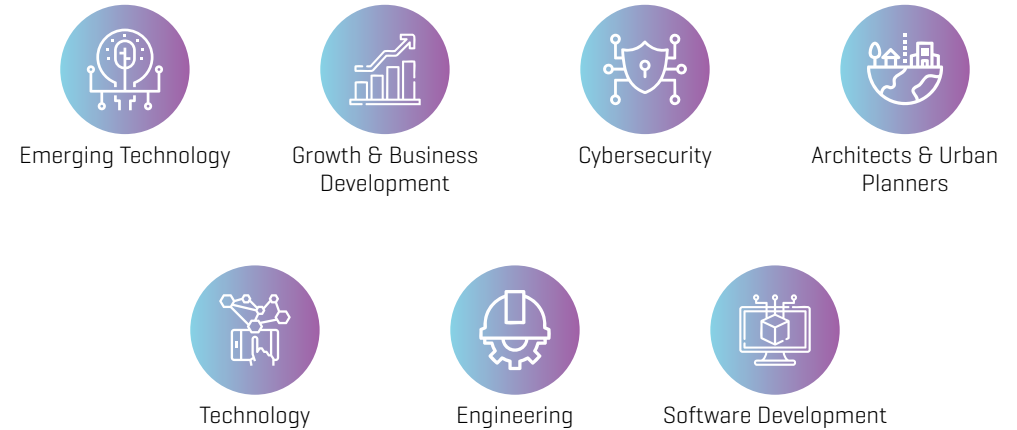 Emerging Technology
Growth & Business
Development
Cybersecurity
Architects & Urban
Planners
Technology
Engineering
Software Development